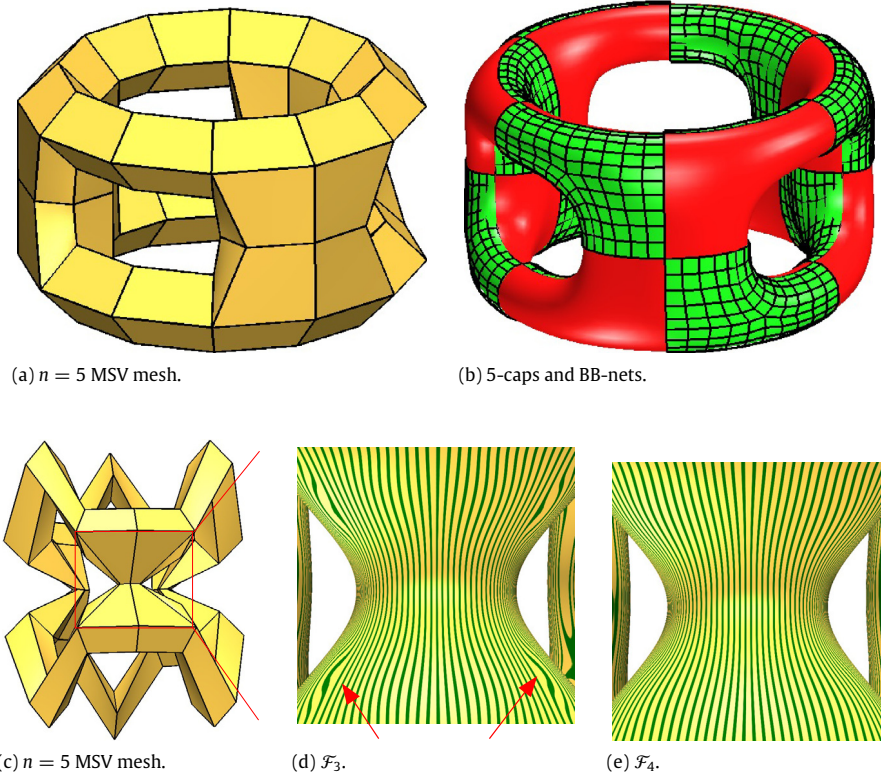 (a) n = 5 MSV mesh.
(b) 5-caps and BB-nets.
(c) n = 5 MSV mesh.
(d) ℱ₃.
(e) ℱ₄.